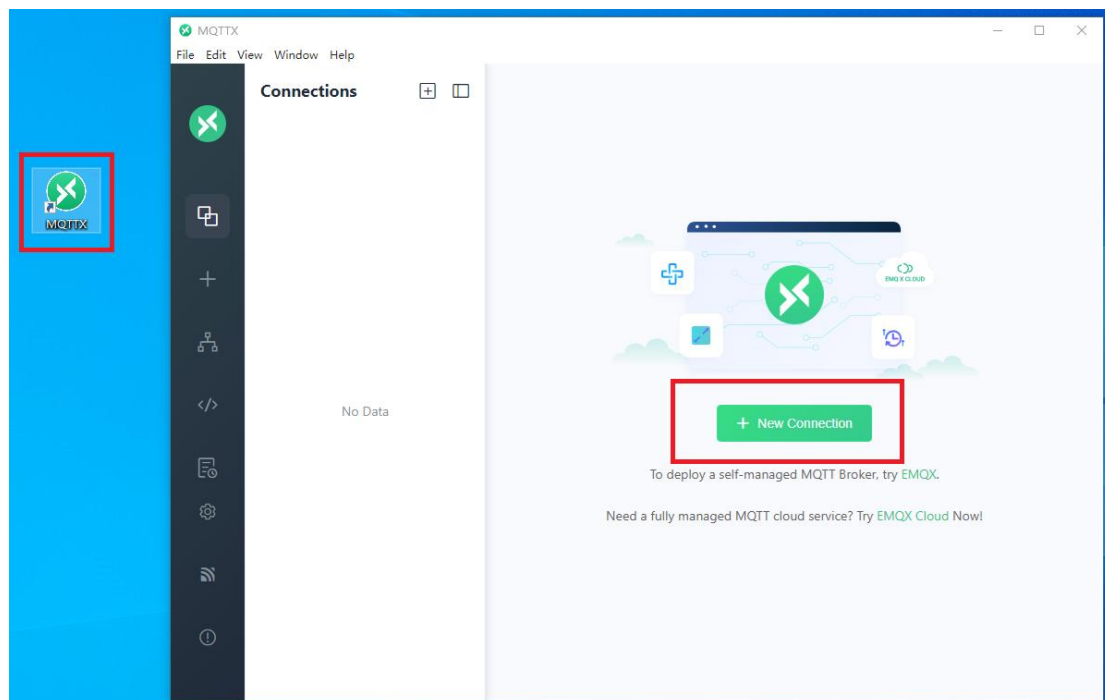 MQTTX
File Edit View Window Help
Connections
MQTTX
EMQ X CLOUD
No Data
+ New Connection
To deploy a self-managed MQTT Broker, try EMQX.
Need a fully managed MQTT cloud service? Try EMQX Cloud Now!